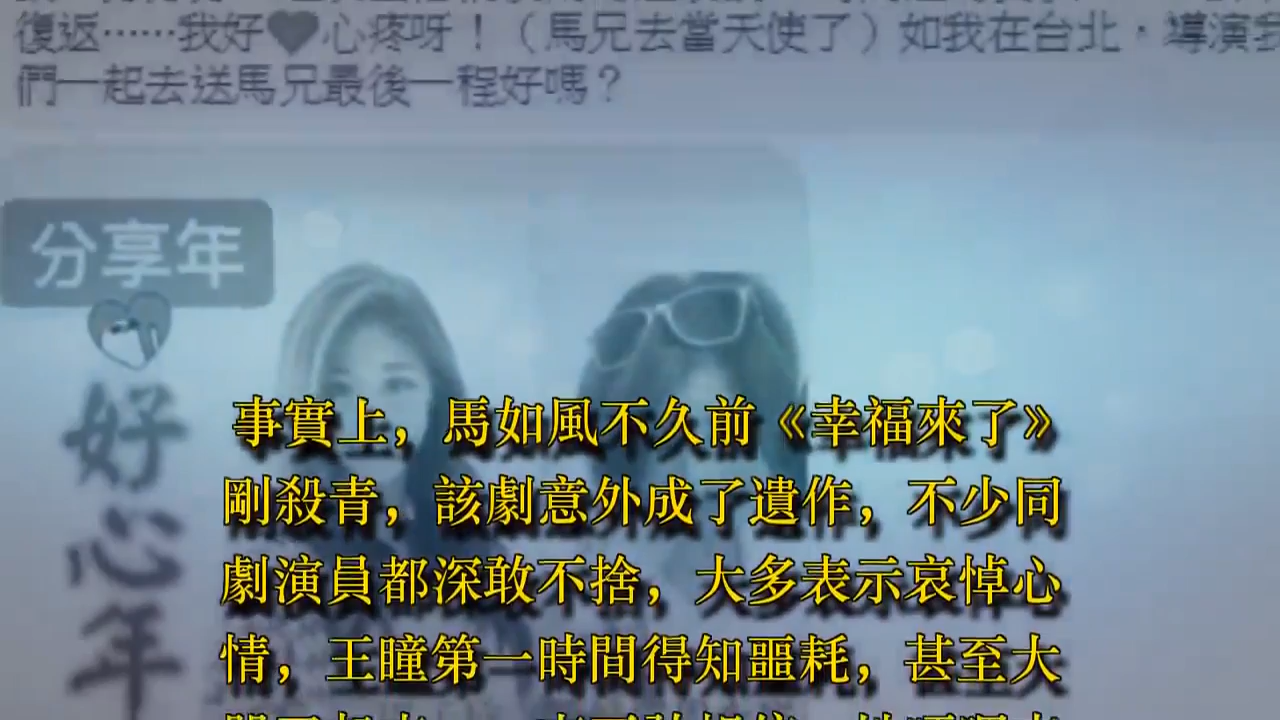 復返……我好❤心疼呀！（馬兄去當天使了）如我在台北，導演我
們一起去送馬兄最後一程好嗎？
分享年
好心年
事實上，馬如風不久前《幸福來了》
剛殺青，該劇意外成了遺作，不少同
劇演員都深敢不捨，大多表示哀悼心
情，王瞳第一時間得知噩耗，甚至大